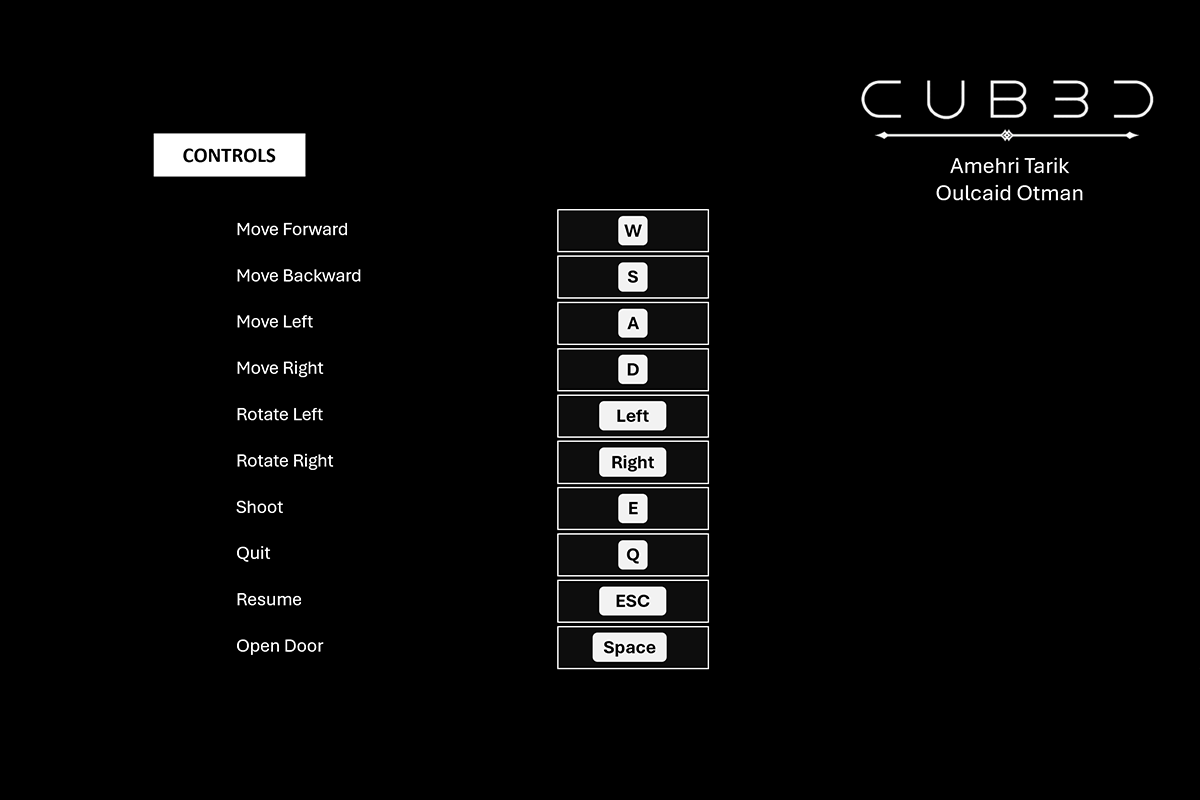 CUB3D
Amehri Tarik
Oulcaid Otman
CONTROLS
Move Forward W
Move Backward S
Move Left A
Move Right D
Rotate Left Left
Rotate Right Right
Shoot E
Quit Q
Resume ESC
Open Door Space